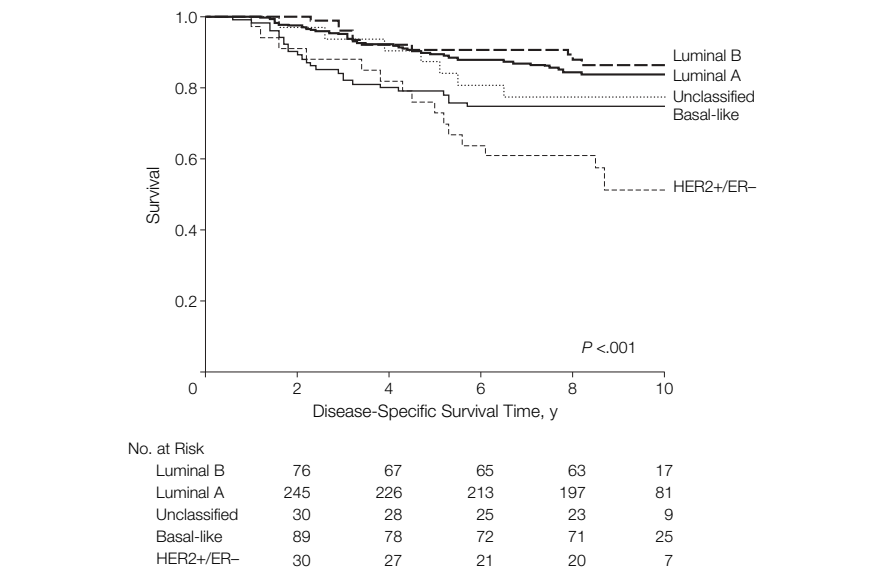 1.0
Luminal B
Luminal A
Unclassified
Basal-like
0.8
0.6
HER2+/ER–
Survival
0.4
0.2
P <.001
0 2 4 6 8 10
Disease-Specific Survival Time, y
No. at Risk
Luminal B 76 67 65 63 17
Luminal A 245 226 213 197 81
Unclassified 30 28 25 23 9
Basal-like 89 78 72 71 25
HER2+/ER– 30 27 21 20 7